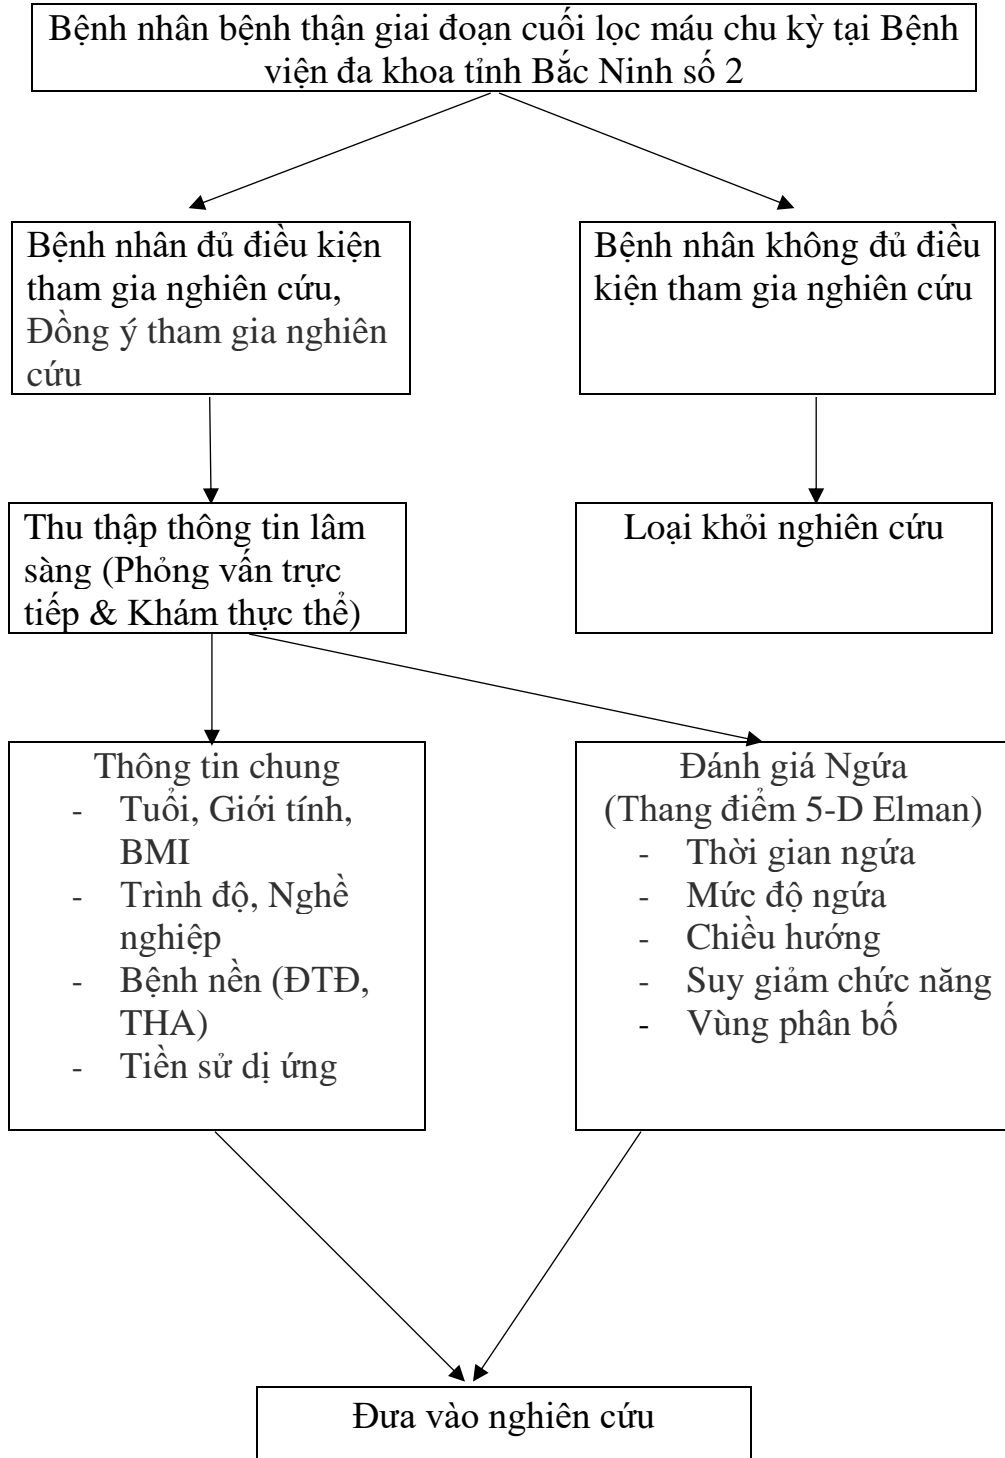 Bệnh nhân bệnh thận giai đoạn cuối lọc máu chu kỳ tại Bệnh
viện đa khoa tỉnh Bắc Ninh số 2
Bệnh nhân đủ điều kiện
tham gia nghiên cứu,
Đồng ý tham gia nghiên
cứu
Bệnh nhân không đủ điều
kiện tham gia nghiên cứu
Thu thập thông tin lâm
sàng (Phỏng vấn trực
tiếp & Khám thực thể)
Loại khỏi nghiên cứu
Thông tin chung
- Tuổi, Giới tính,
BMI
- Trình độ, Nghề
nghiệp
- Bệnh nền (ĐTĐ,
THA)
- Tiền sử dị ứng
Đánh giá Ngứa
(Thang điểm 5-D Elman)
- Thời gian ngứa
- Mức độ ngứa
- Chiều hướng
- Suy giảm chức năng
- Vùng phân bố
Đưa vào nghiên cứu